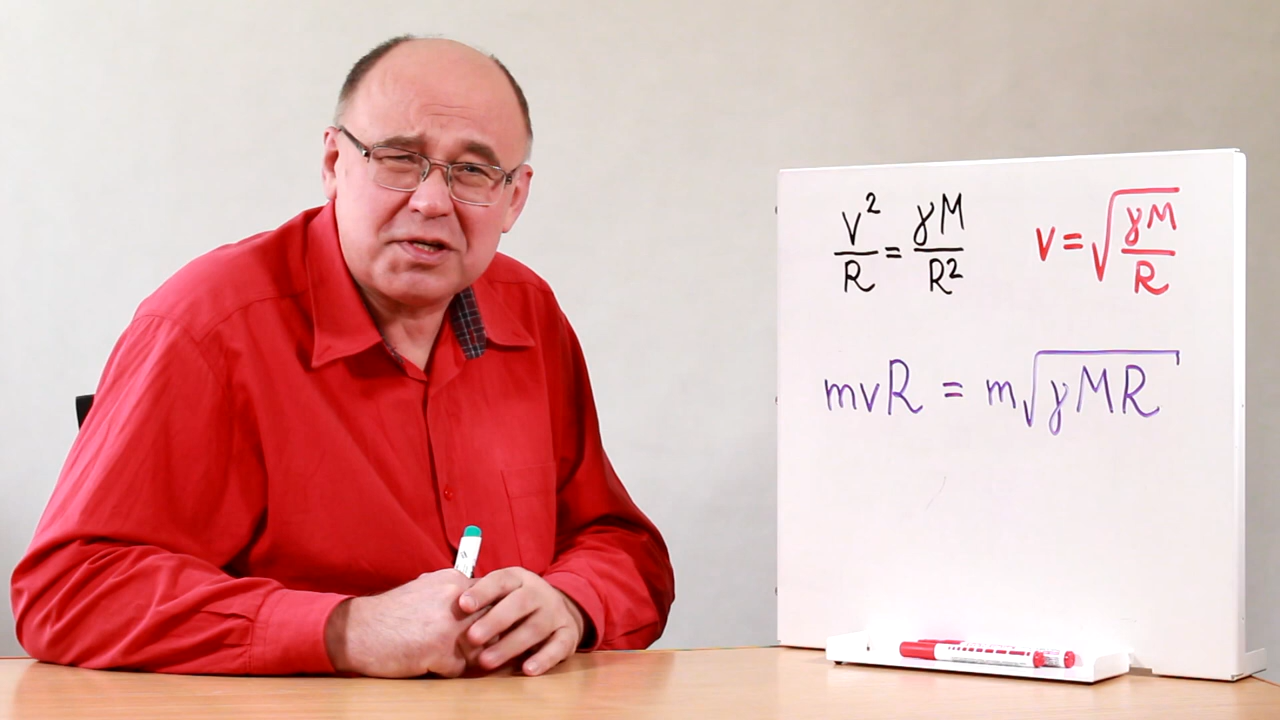 v²/R = γM/R²
v = √(γM/R)
mvR = m√(γMR)